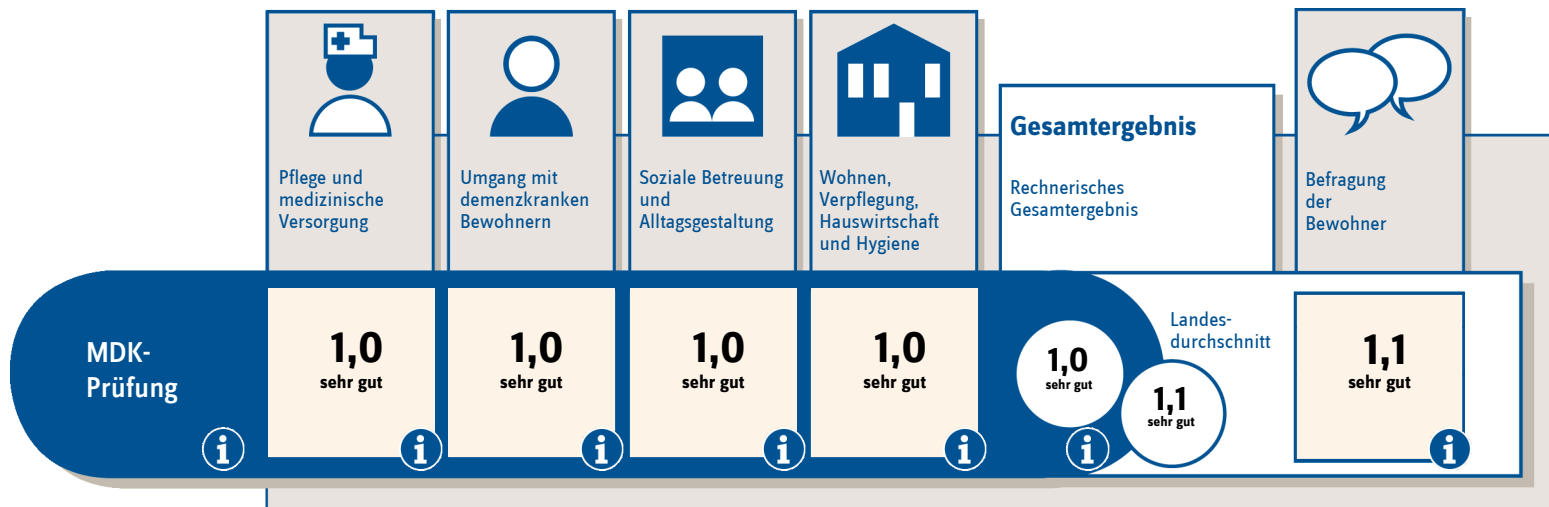 Pflege und
medizinische
Versorgung
Umgang mit
demenzkranken
Bewohnern
Soziale Betreuung
und
Alltagsgestaltung
Wohnen,
Verpflegung,
Hauswirtschaft
und Hygiene
Gesamtergebnis
Rechnerisches
Gesamtergebnis
Befragung
der
Bewohner
MDK-
Prüfung
i
1,0
sehr gut
i
1,0
sehr gut
i
1,0
sehr gut
i
1,0
sehr gut
i
1,0
sehr gut
i
Landes-
durchschnitt
1,1
sehr gut
1,1
sehr gut
i